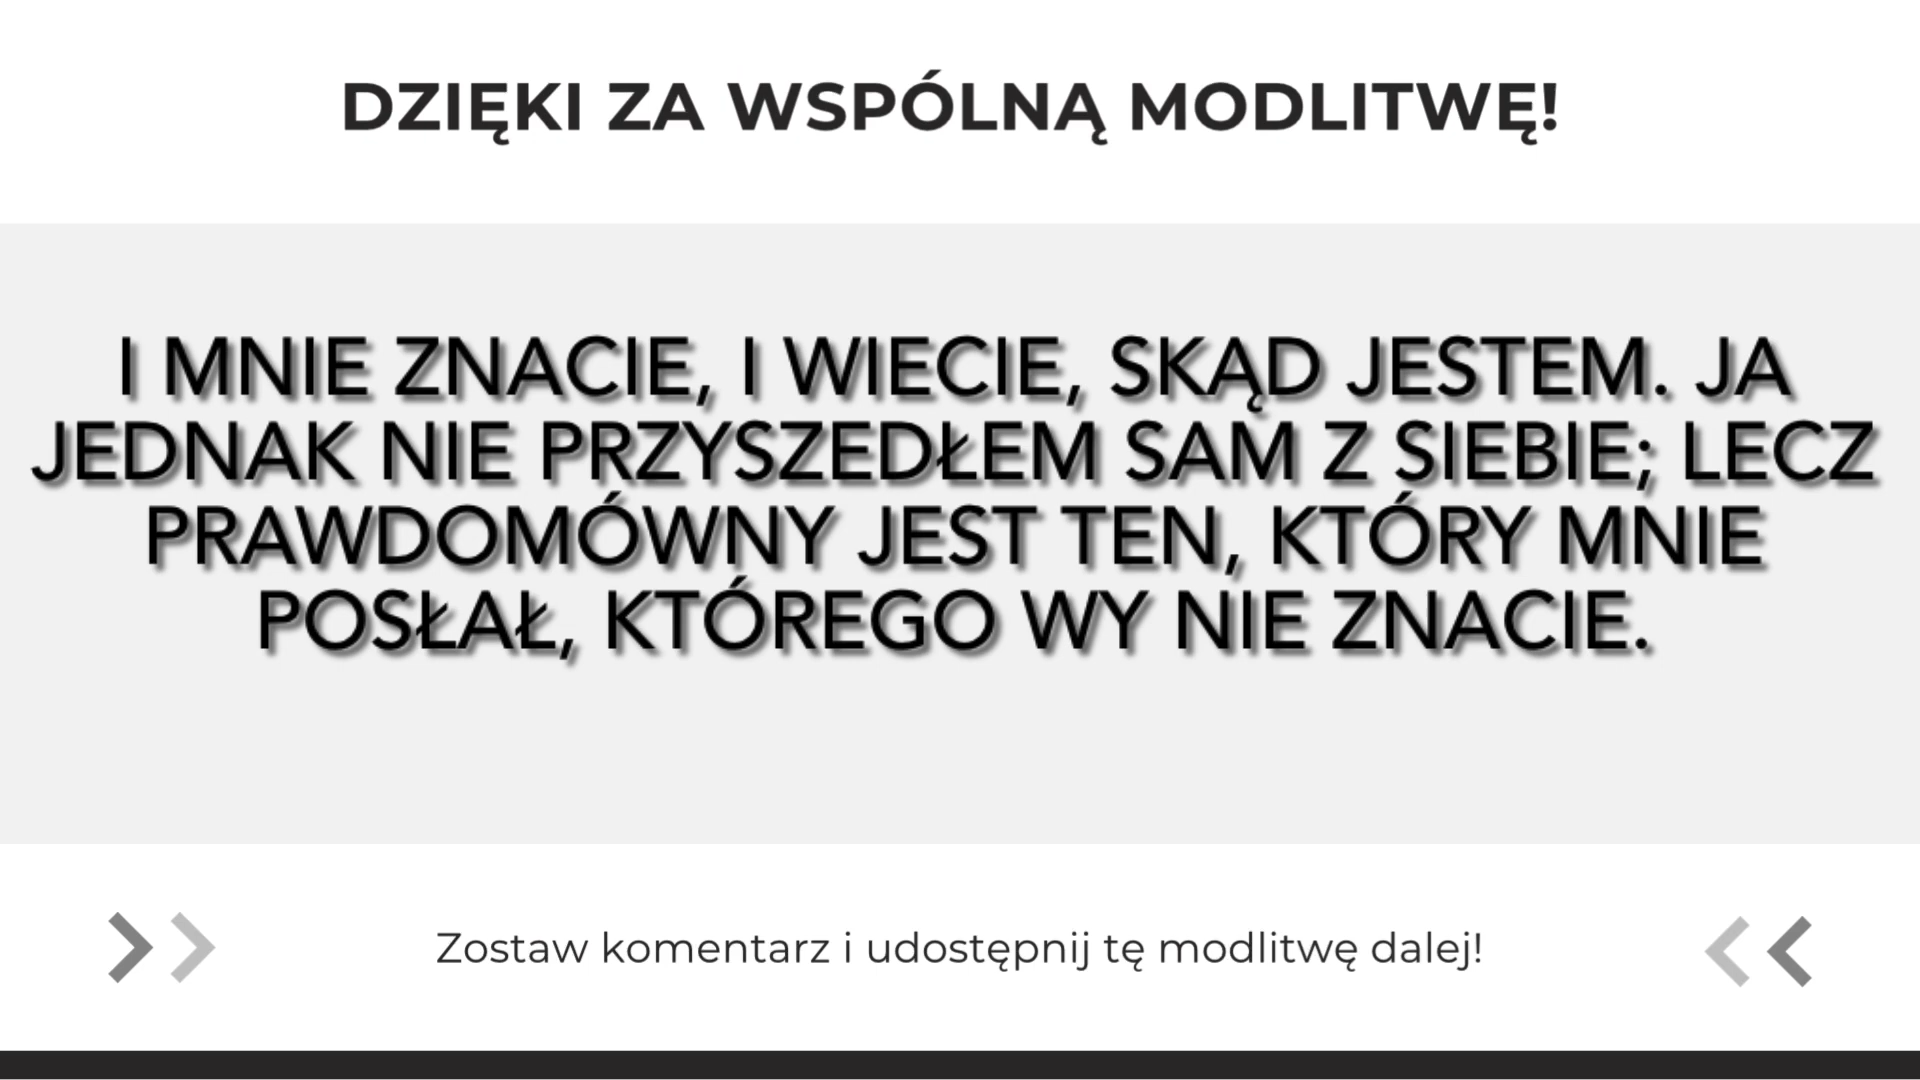 DZIĘKI ZA WSPÓLNĄ MODLITWĘ!
I MNIE ZNACIE, I WIECIE, SKĄD JESTEM. JA
JEDNAK NIE PRZYSZEDŁEM SAM Z SIEBIE; LECZ
PRAWDOMÓWNY JEST TEN, KTÓRY MNIE
POSŁAŁ, KTÓREGO WY NIE ZNACIE.
Zostaw komentarz i udostępnij tę modlitwę dalej!